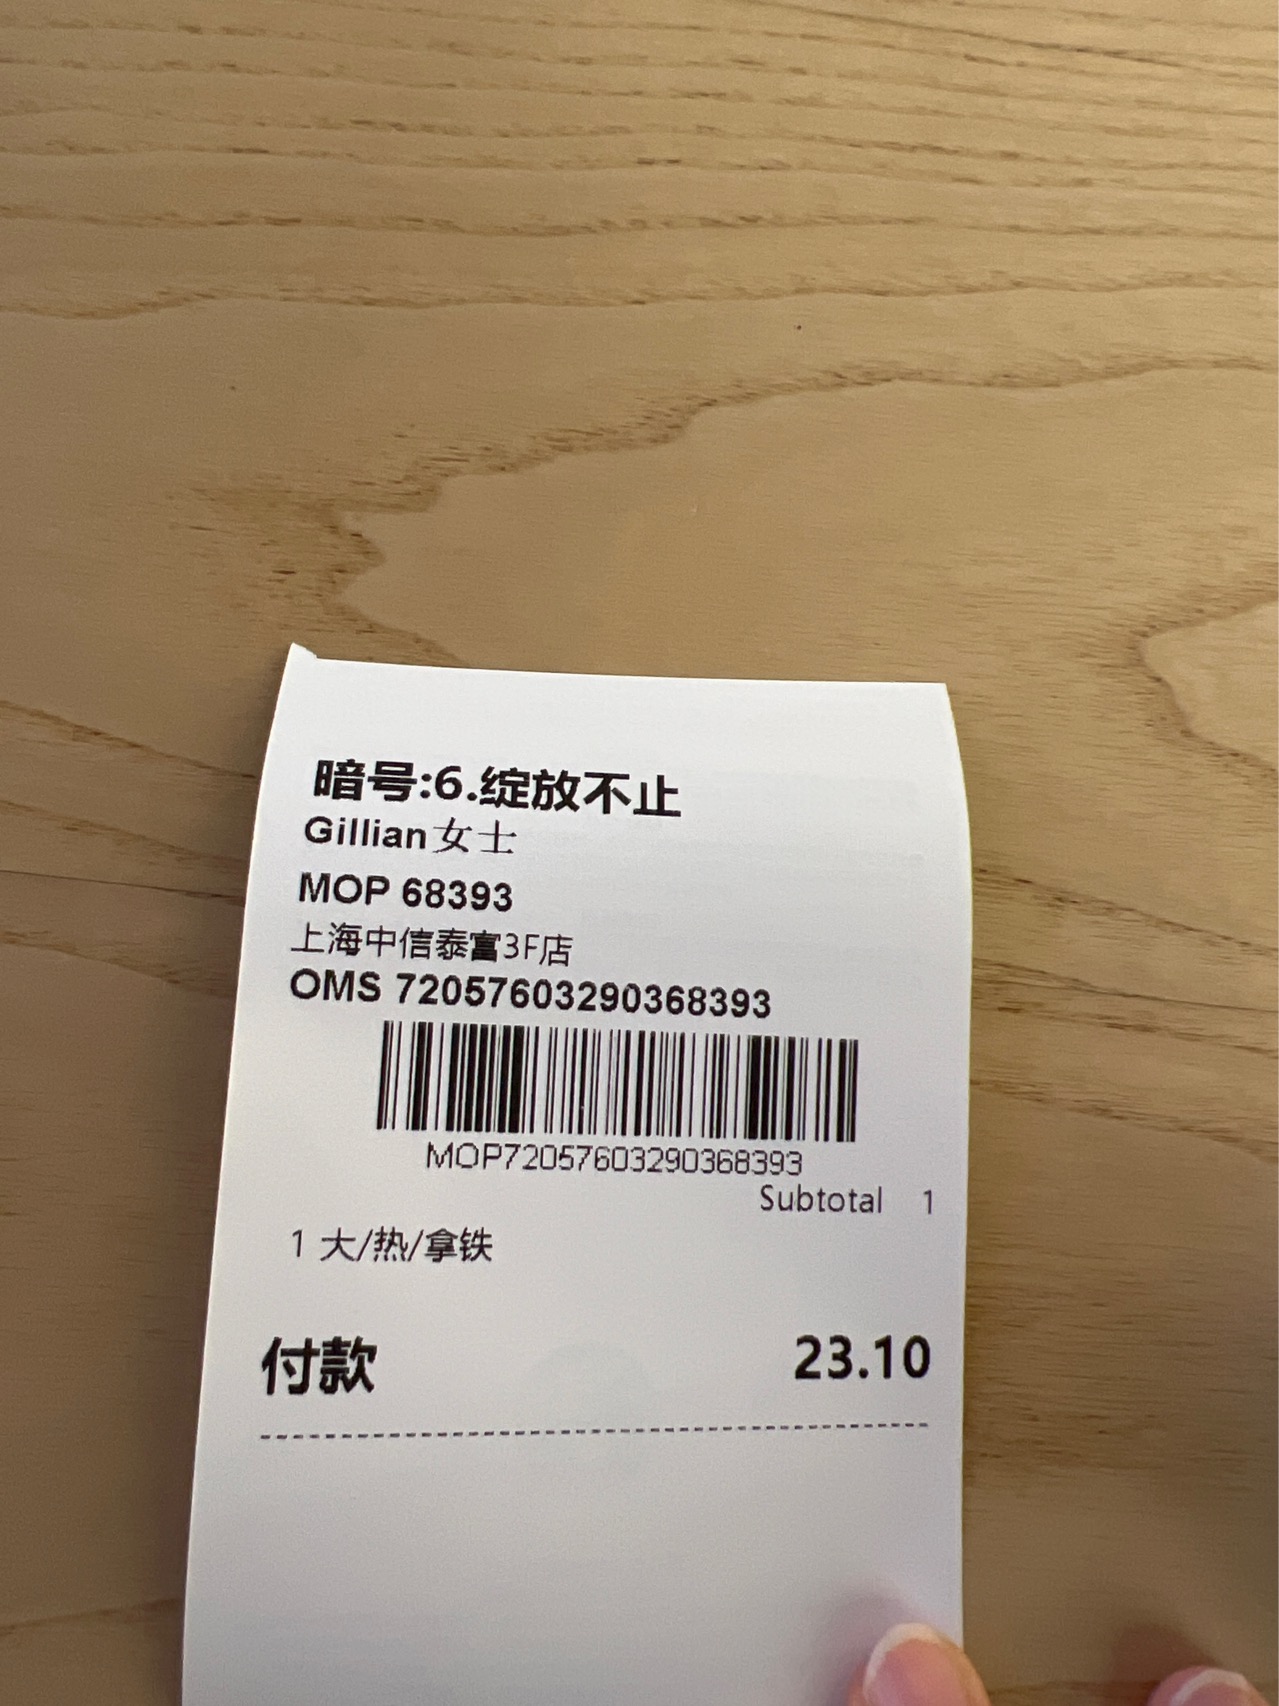 暗号:6.绽放不止
Gillian女士
MOP 68393
上海中信泰富3F店
OMS 72057603290368393
MOP72057603290368393
Subtotal 1
1 大/热/拿铁
付款 23.10